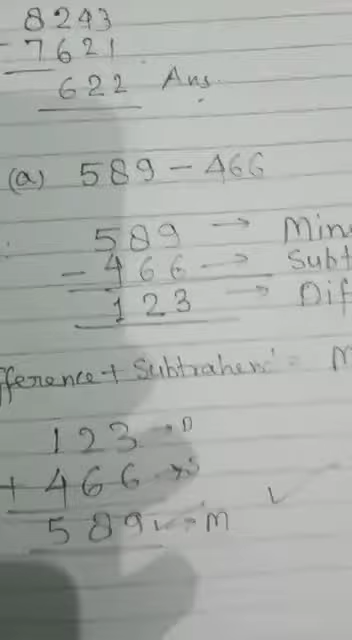 8243
- 7621
622 Ans.
(a) 589 - 466
589 → Min
- 466 → Subt
123 → Dif
fference + Subtrahend = M
123 → D
+ 466 → S
589 → M